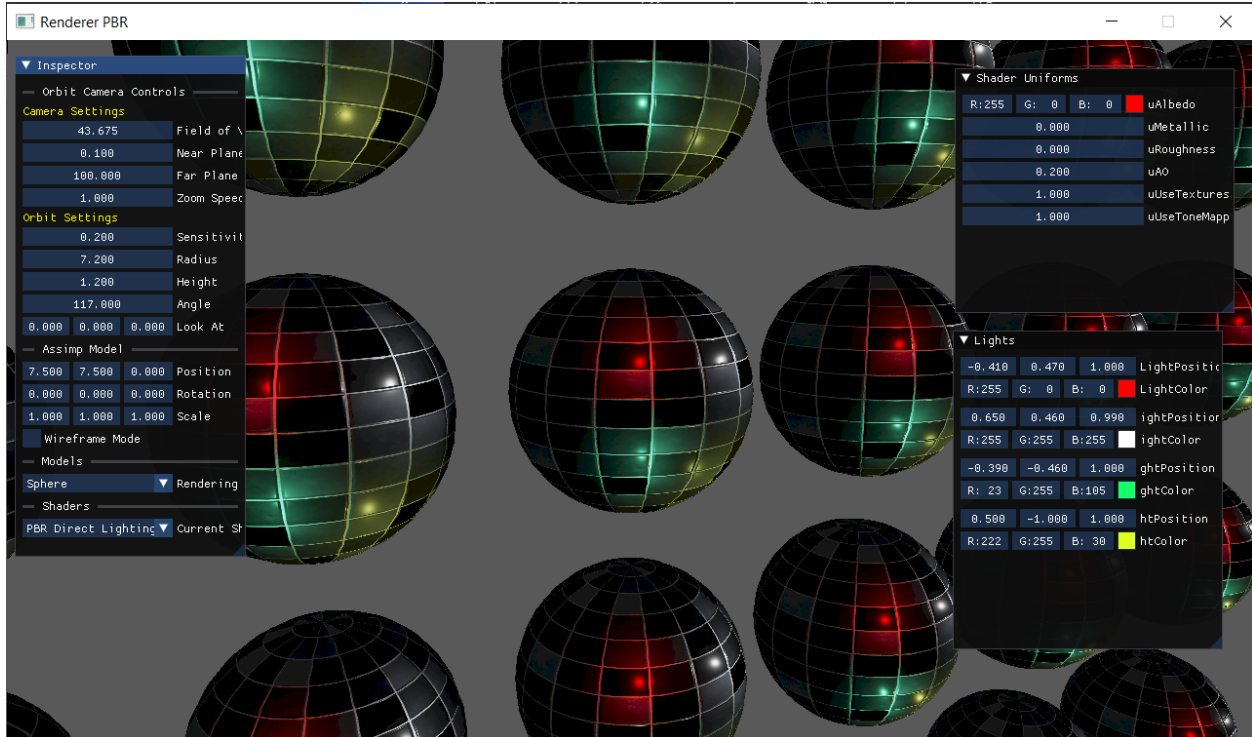 Renderer PBR
Inspector
Orbit Camera Controls
Camera Settings
43.675 Field of
0.100 Near Plane
100.000 Far Plane
1.000 Zoom Speed
Orbit Settings
0.200 Sensitivit
7.200 Radius
1.200 Height
117.000 Angle
0.000 0.000 0.000 Look At
Assimp Model
7.500 7.500 0.000 Position
0.000 0.000 0.000 Rotation
1.000 1.000 1.000 Scale
Wireframe Mode
Models
Sphere Rendering
Shaders
PBR Direct Lighting Current Sh
Shader Uniforms
R:255 G: 0 B: 0 uAlbedo
0.000 uMetallic
0.000 uRoughness
0.200 uAO
1.000 uUseTextures
1.000 uUseToneMapp
Lights
-0.410 0.470 1.000 LightPositio
R:255 G: 0 B: 0 LightColor
0.650 0.460 0.990 ightPosition
R:255 G:255 B:255 ightColor
-0.390 -0.460 1.000 ghtPosition
R: 23 G:255 B:105 ghtColor
0.500 -1.000 1.000 htPosition
R:222 G:255 B: 30 htColor